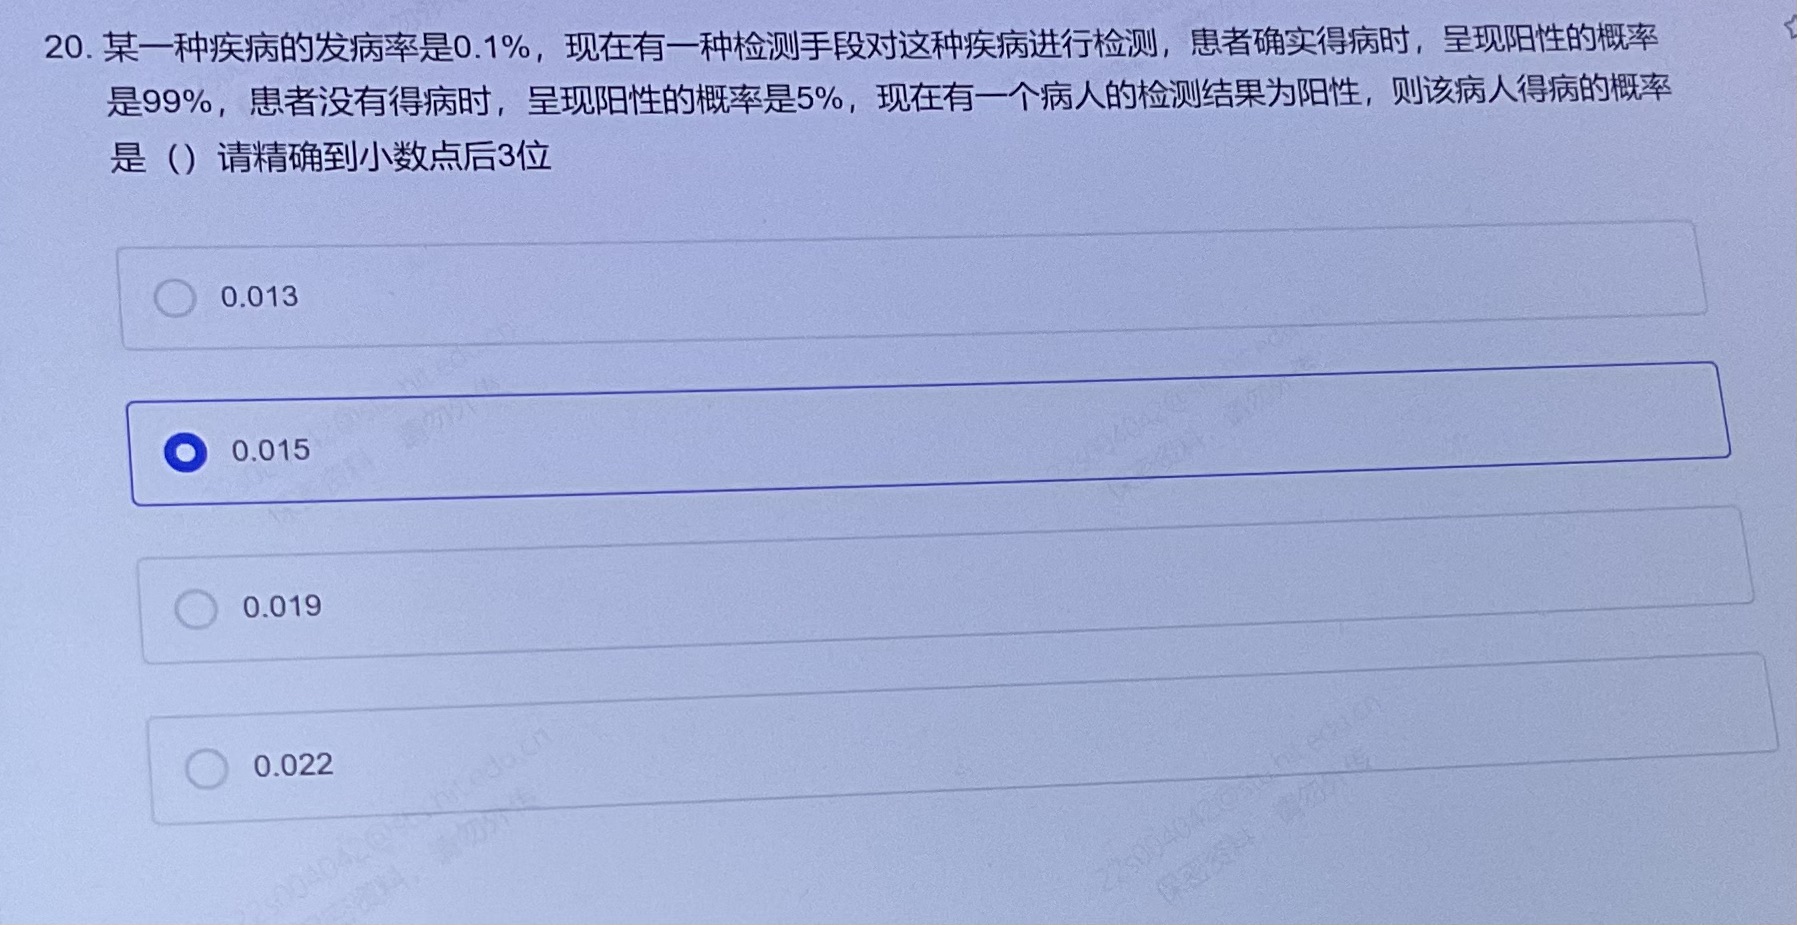 20. 某一种疾病的发病率是0.1%，现在有一种检测手段对这种疾病进行检测，患者确实得病时，呈现阳性的概率
是99%，患者没有得病时，呈现阳性的概率是5%，现在有一个病人的检测结果为阳性，则该病人得病的概率
是（）请精确到小数点后3位
0.013
0.015
0.019
0.022